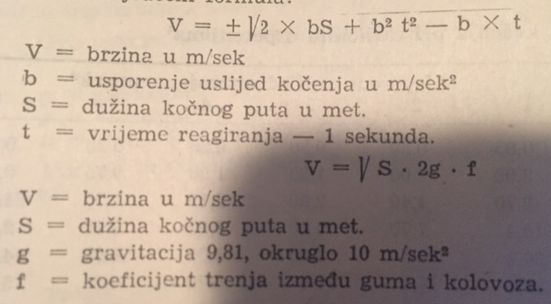 V = ± √2 × bS + b² t² — b × t
V = brzina u m/sek
b = usporenje uslijed kočenja u m/sek²
S = dužina kočnog puta u met.
t = vrijeme reagiranja — 1 sekunda.
V = √ S · 2g · f
V = brzina u m/sek
S = dužina kočnog puta u met.
g = gravitacija 9,81, okruglo 10 m/sek²
f = koeficijent trenja između guma i kolovoza.